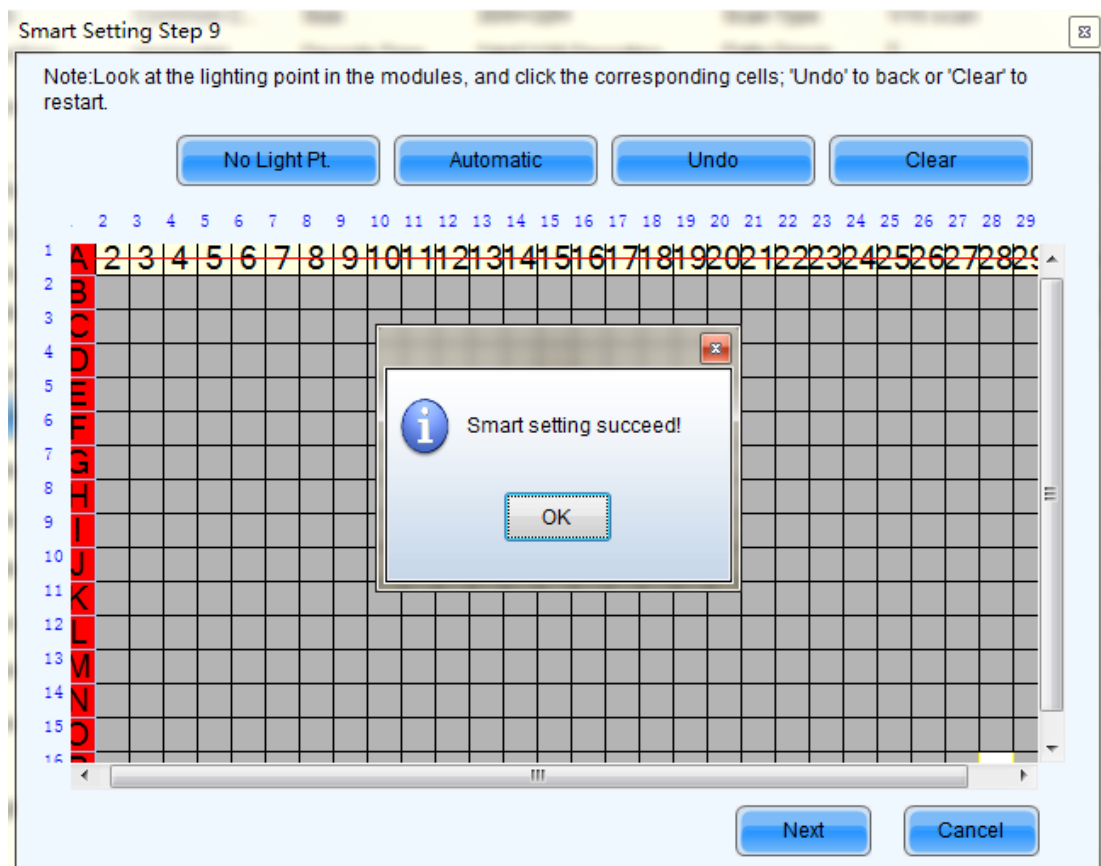 Smart Setting Step 9
Note:Look at the lighting point in the modules, and click the corresponding cells; 'Undo' to back or 'Clear' to
restart.
No Light Pt. Automatic Undo Clear
. 2 3 4 5 6 7 8 9 10 11 12 13 14 15 16 17 18 19 20 21 22 23 24 25 26 27 28 29
1 A 2 3 4 5 6 7 8 9 10 11 12 13 14 15 16 17 18 19 20 21 22 23 24 25 26 27 28 29
2 B
3 C
4 D
5 E
6 F
7 G
8 H
9 I
10 J
11 K
12 L
13 M
14 N
15 O
16
Smart setting succeed!
OK
Next Cancel